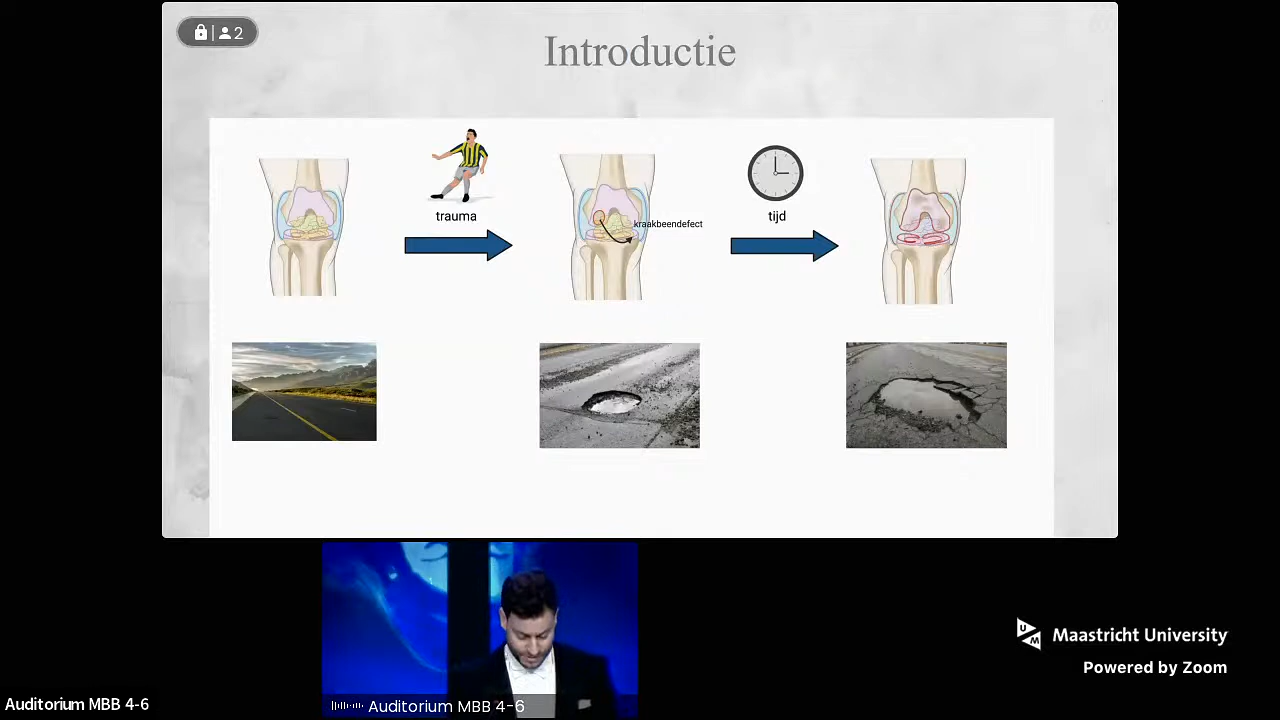 2
Introductie
trauma
kraakbeendefect
tijd
U
M
Maastricht University
Powered by Zoom
Auditorium MBB 4-6
Auditorium MBB 4-6